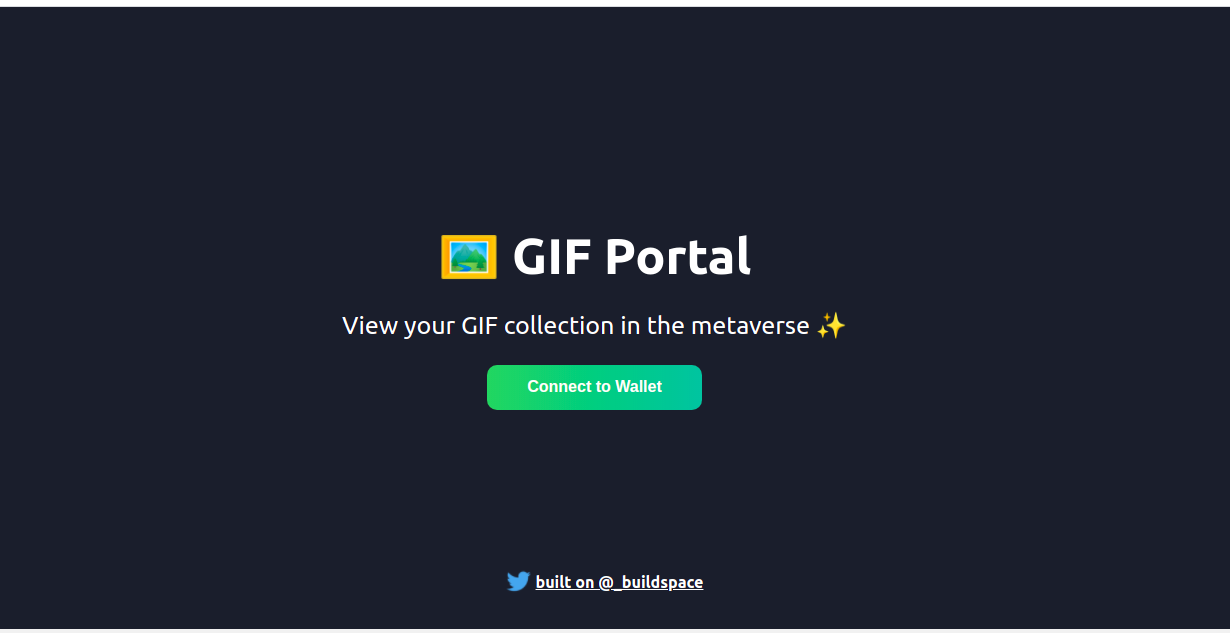 🖼️ GIF Portal
View your GIF collection in the metaverse ✨
Connect to Wallet
built on @_buildspace